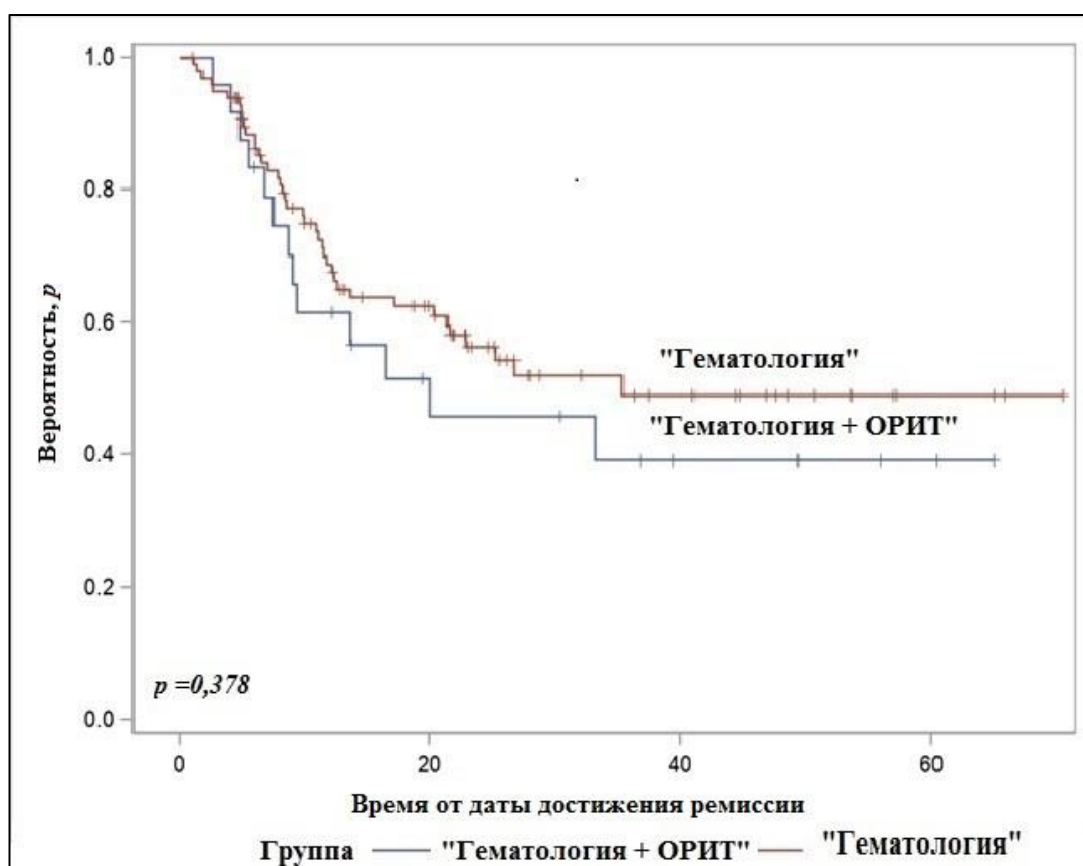 Вероятность, p
1.0
0.8
0.6
0.4
0.2
0.0
"Гематология"
"Гематология + ОРИТ"
p =0,378
0 20 40 60
Время от даты достижения ремиссии
Группа "Гематология + ОРИТ" "Гематология"